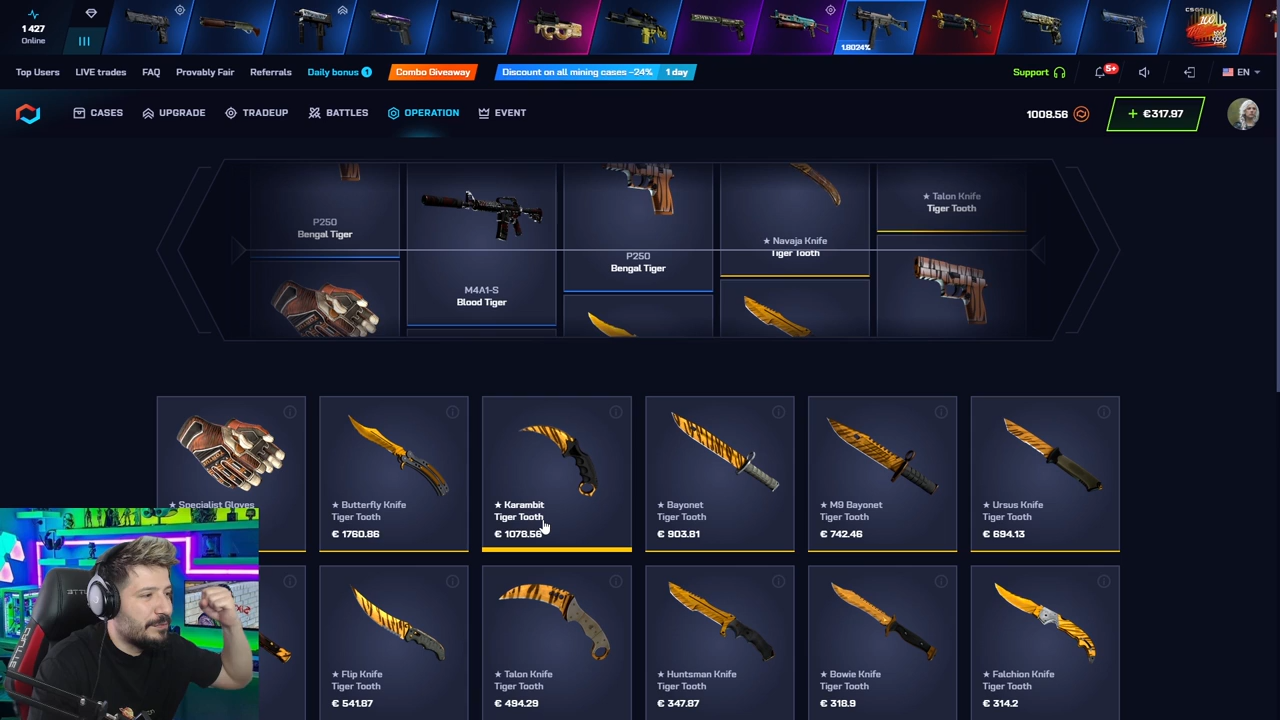 1 427
Online
1.8024%
CS:GO
100
Top Users
LIVE trades
FAQ
Provably Fair
Referrals
Daily bonus 1
Combo Giveaway
Discount on all mining cases −24% 1 day
Support
5+
EN
CASES
UPGRADE
TRADEUP
BATTLES
OPERATION
EVENT
1008.56
+ €317.97
P250
Bengal Tiger
M4A1-S
Blood Tiger
P250
Bengal Tiger
★ Navaja Knife
Tiger Tooth
★ Talon Knife
Tiger Tooth
★ Specialist Gloves
★ Butterfly Knife
Tiger Tooth
€ 1760.86
★ Karambit
Tiger Tooth
€ 1078.56
★ Bayonet
Tiger Tooth
€ 903.81
★ M9 Bayonet
Tiger Tooth
€ 742.46
★ Ursus Knife
Tiger Tooth
€ 694.13
★ Flip Knife
Tiger Tooth
€ 541.87
★ Talon Knife
Tiger Tooth
€ 494.29
★ Huntsman Knife
Tiger Tooth
€ 347.87
★ Bowie Knife
Tiger Tooth
€ 318.9
★ Falchion Knife
Tiger Tooth
€ 314.2